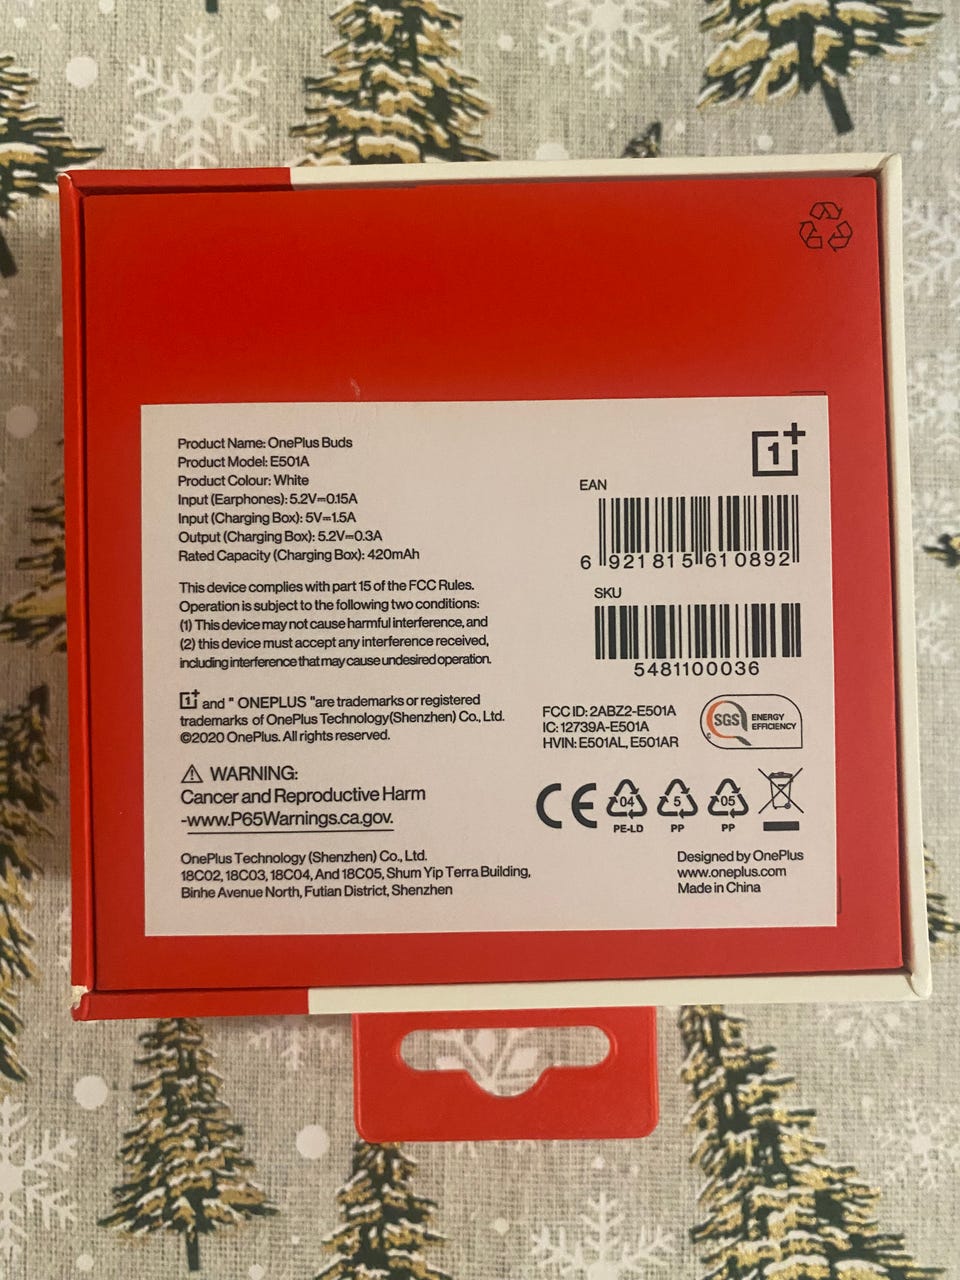 Product Name: OnePlus Buds
Product Model: E501A
Product Colour: White
Input (Earphones): 5.2V⎓0.15A
Input (Charging Box): 5V⎓1.5A
Output (Charging Box): 5.2V⎓0.3A
Rated Capacity (Charging Box): 420mAh
This device complies with part 15 of the FCC Rules.
Operation is subject to the following two conditions:
(1) This device may not cause harmful interference, and
(2) this device must accept any interference received,
including interference that may cause undesired operation.
1+ and " ONEPLUS "are trademarks or registered
trademarks of OnePlus Technology(Shenzhen) Co., Ltd.
©2020 OnePlus. All rights reserved.
WARNING:
Cancer and Reproductive Harm
-www.P65Warnings.ca.gov.
OnePlus Technology (Shenzhen) Co., Ltd.
18C02, 18C03, 18C04, And 18C05, Shum Yip Terra Building,
Binhe Avenue North, Futian District, Shenzhen
1+
EAN
6 921815 610892
SKU
5481100036
FCC ID: 2ABZ2-E501A
IC: 12739A-E501A
HVIN: E501AL, E501AR
SGS ENERGY
EFFICIENCY
CE
04
PE-LD
5
PP
05
PP
Designed by OnePlus
www.oneplus.com
Made in China